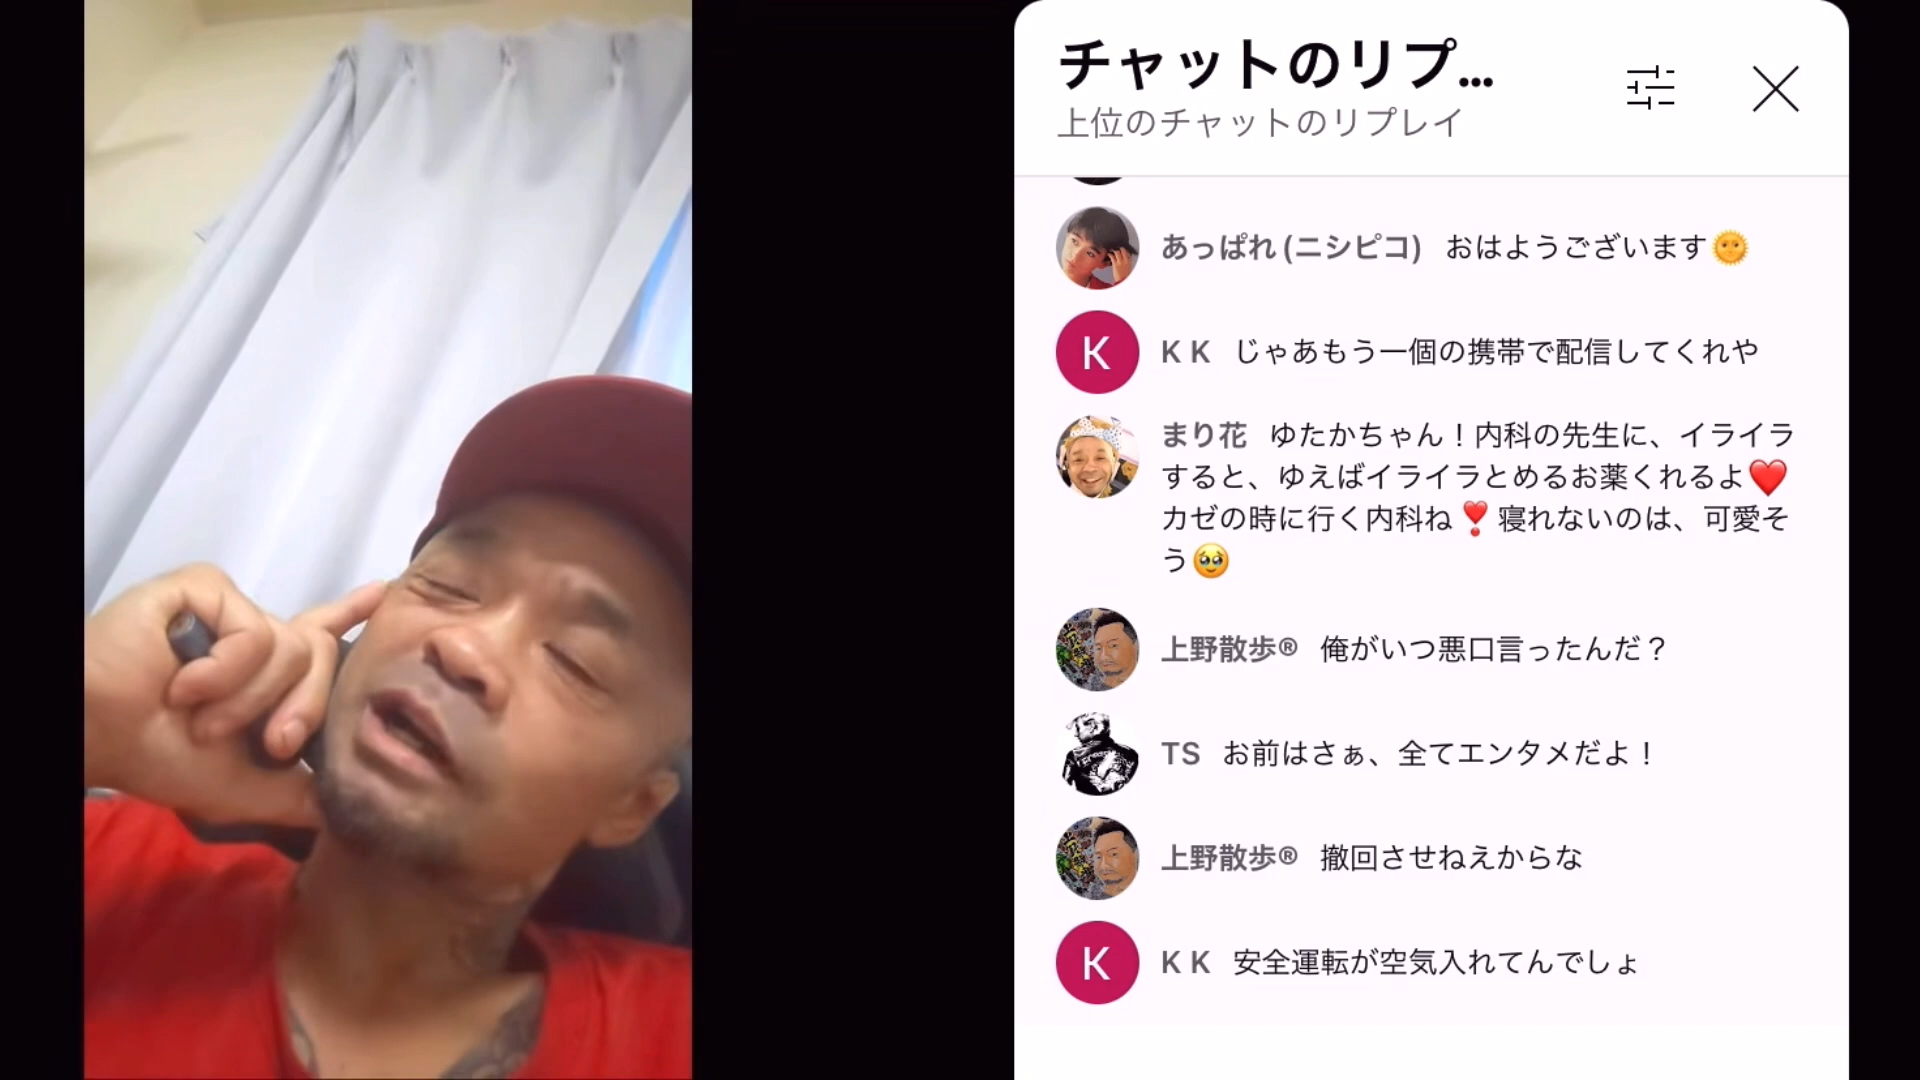 チャットのリプ...
上位のチャットのリプレイ
あっぱれ(ニシピコ) おはようございます🌞
K
K K じゃあもう一個の携帯で配信してくれや
まり花 ゆたかちゃん！内科の先生に、イライラ
すると、ゆえばイライラとめるお薬くれるよ❤️
カゼの時に行く内科ね❣️寝れないのは、可愛そ
う🥹
上野散歩® 俺がいつ悪口言ったんだ？
TS お前はさぁ、全てエンタメだよ！
上野散歩® 撤回させねえからな
K
K K 安全運転が空気入れてんでしょ